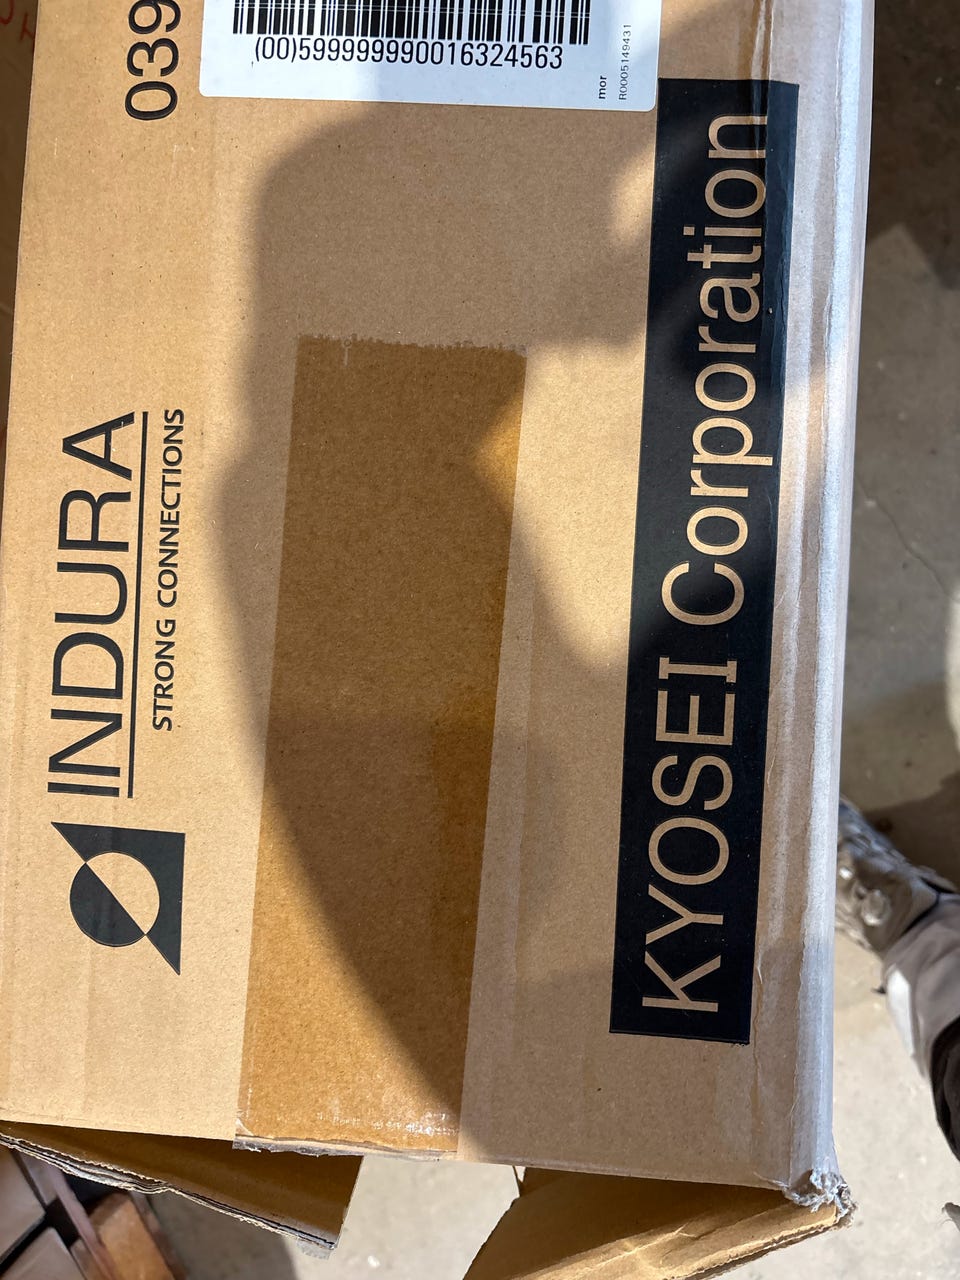 (00)599999990016324563
mor
R0005149431
039
INDURA
STRONG CONNECTIONS
KYOSEI Corporation